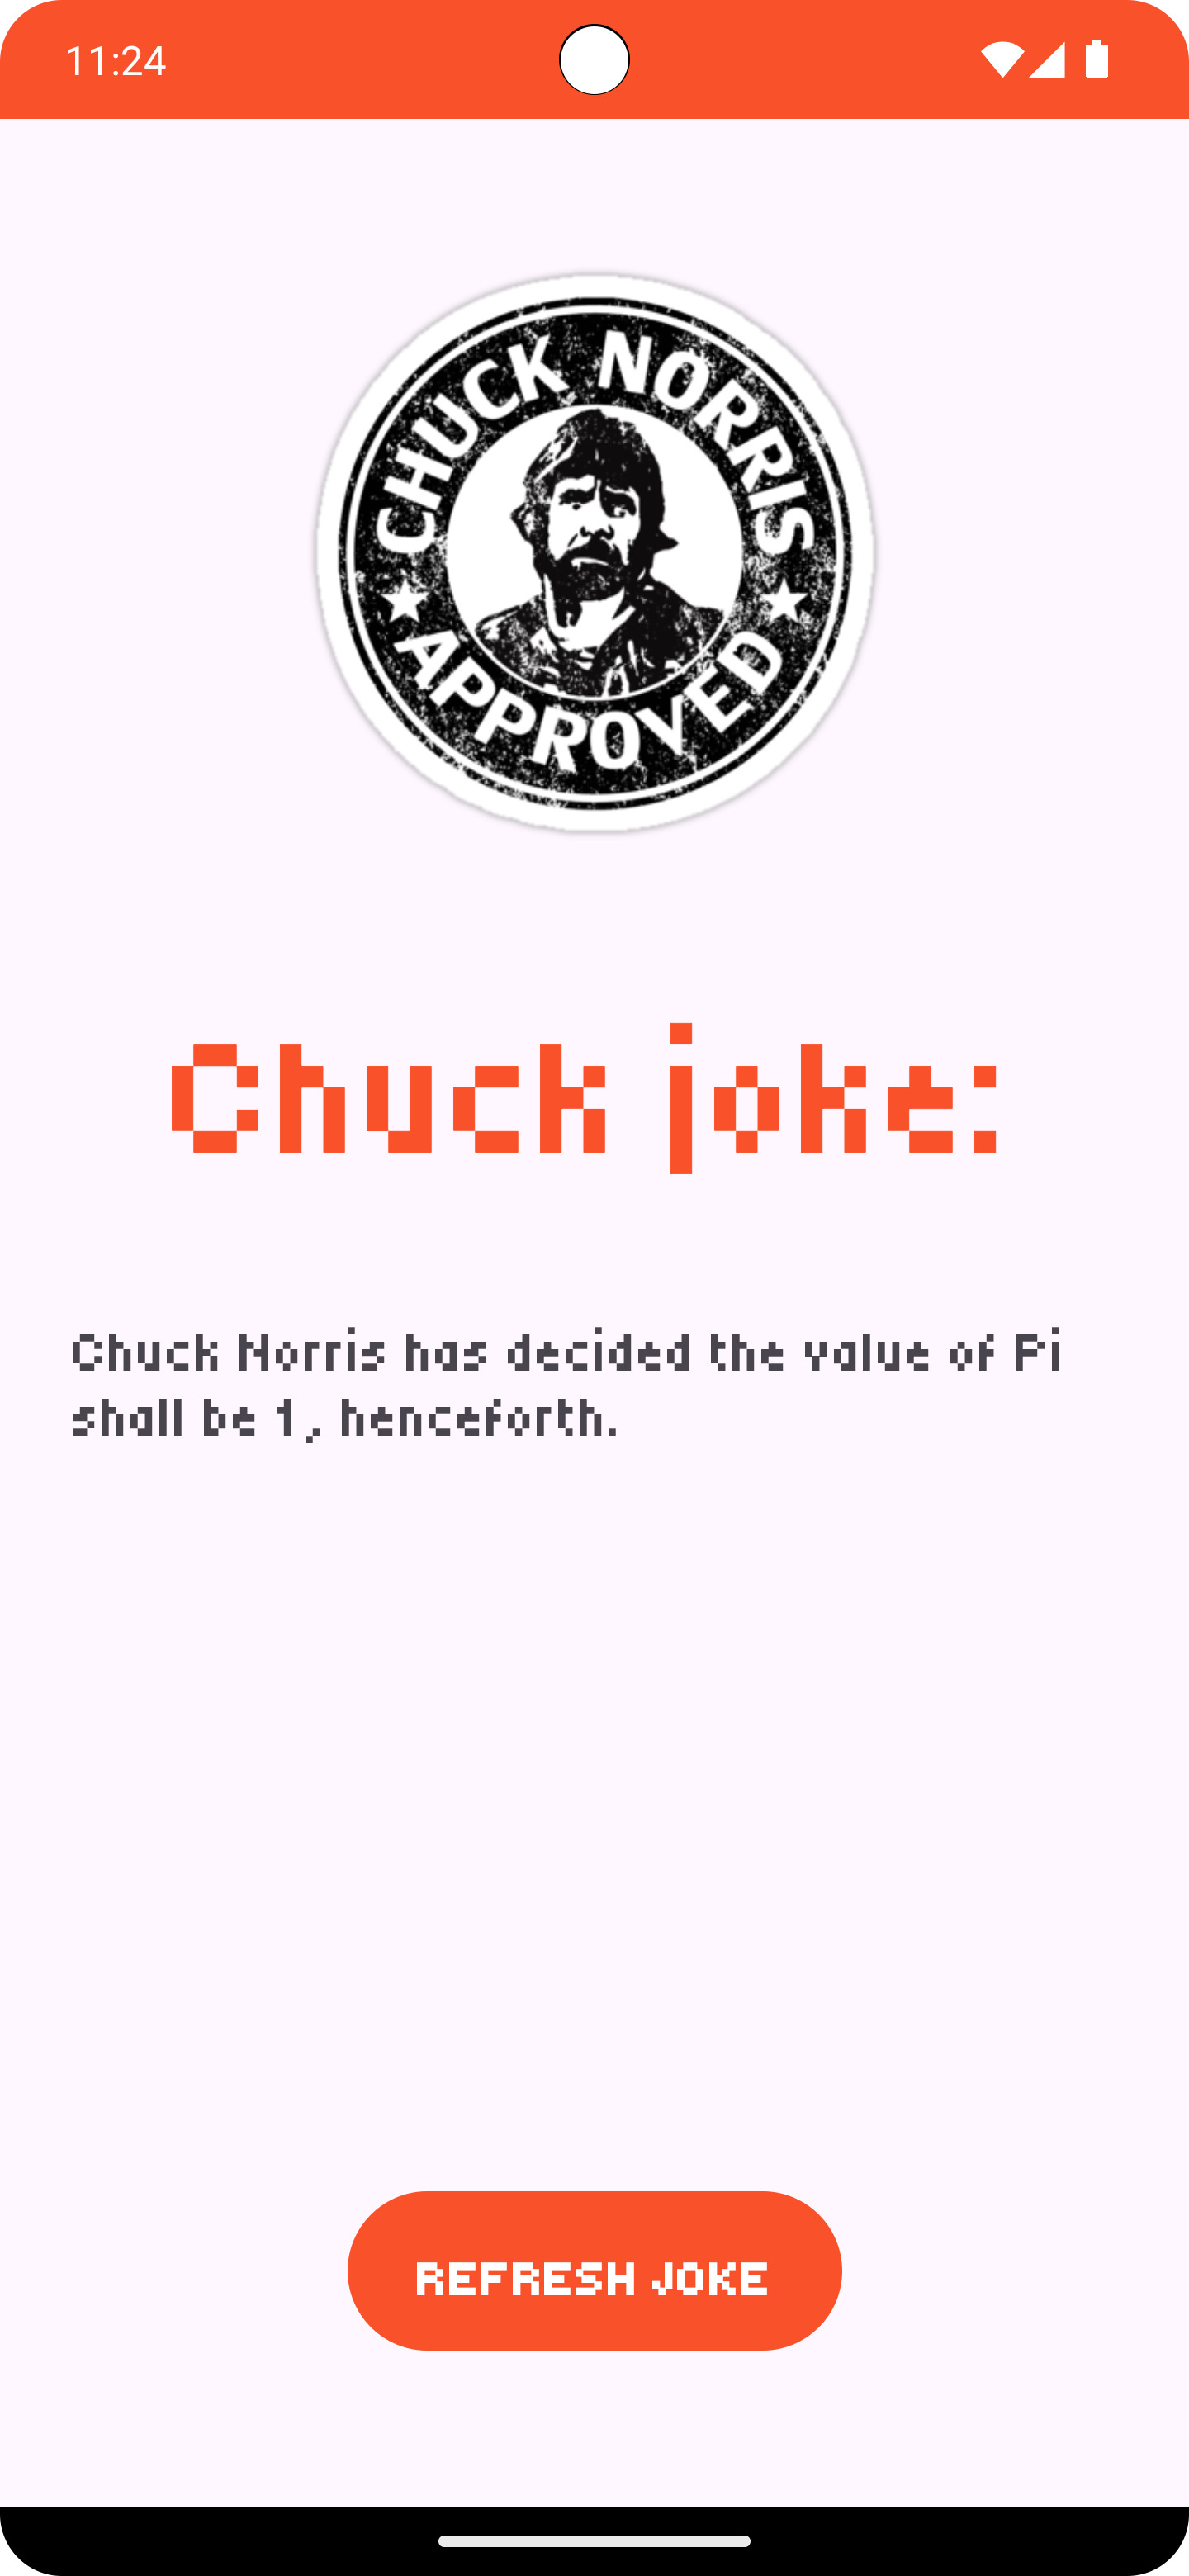 11:24
CHUCK NORRIS
APPROVED
Chuck joke:
Chuck Norris has decided the value of Pi
shall be 1, henceforth.
REFRESH JOKE